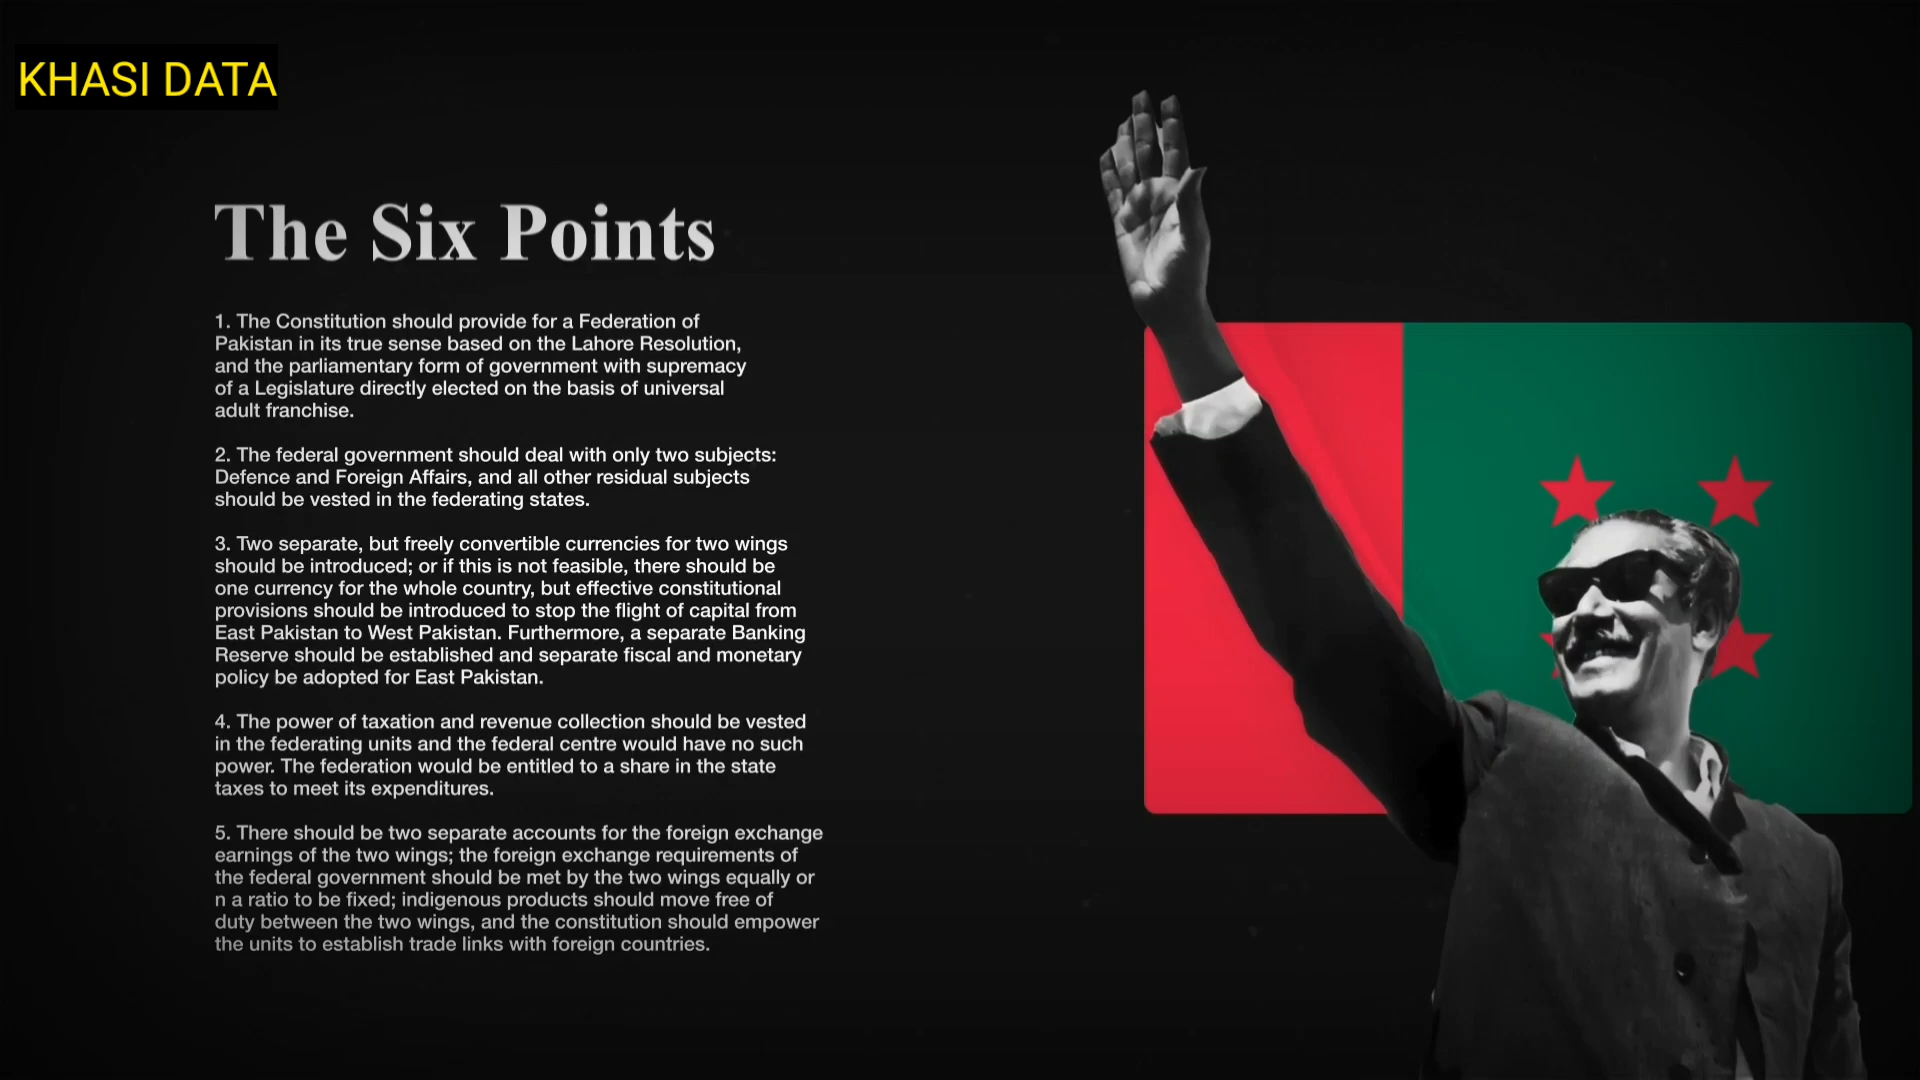 KHASI DATA
The Six Points
1. The Constitution should provide for a Federation of
Pakistan in its true sense based on the Lahore Resolution,
and the parliamentary form of government with supremacy
of a Legislature directly elected on the basis of universal
adult franchise.
2. The federal government should deal with only two subjects:
Defence and Foreign Affairs, and all other residual subjects
should be vested in the federating states.
3. Two separate, but freely convertible currencies for two wings
should be introduced; or if this is not feasible, there should be
one currency for the whole country, but effective constitutional
provisions should be introduced to stop the flight of capital from
East Pakistan to West Pakistan. Furthermore, a separate Banking
Reserve should be established and separate fiscal and monetary
policy be adopted for East Pakistan.
4. The power of taxation and revenue collection should be vested
in the federating units and the federal centre would have no such
power. The federation would be entitled to a share in the state
taxes to meet its expenditures.
5. There should be two separate accounts for the foreign exchange
earnings of the two wings; the foreign exchange requirements of
the federal government should be met by the two wings equally or
n a ratio to be fixed; indigenous products should move free of
duty between the two wings, and the constitution should empower
the units to establish trade links with foreign countries.